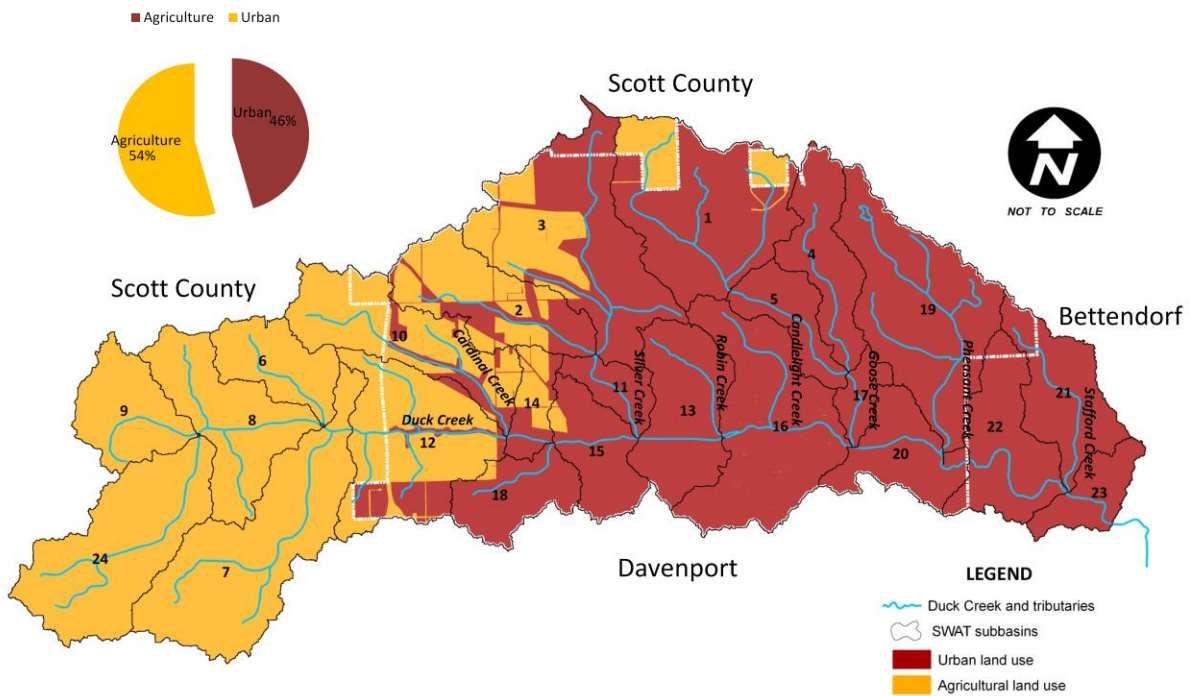 Agriculture Urban
Scott County
Urban
46%
Agriculture
54%
N
NOT TO SCALE
1
3
4
Scott County
5
19
Bettendorf
2
10
6
Cardinal Creek
Silver Creek
Robin Creek
Candlelight Creek
Goose Creek
Pheasant Creek
21
Stafford Creek
9
8
11
14
13
17
Duck Creek
12
16
22
15
20
18
23
24
7
Davenport
LEGEND
Duck Creek and tributaries
SWAT subbasins
Urban land use
Agricultural land use